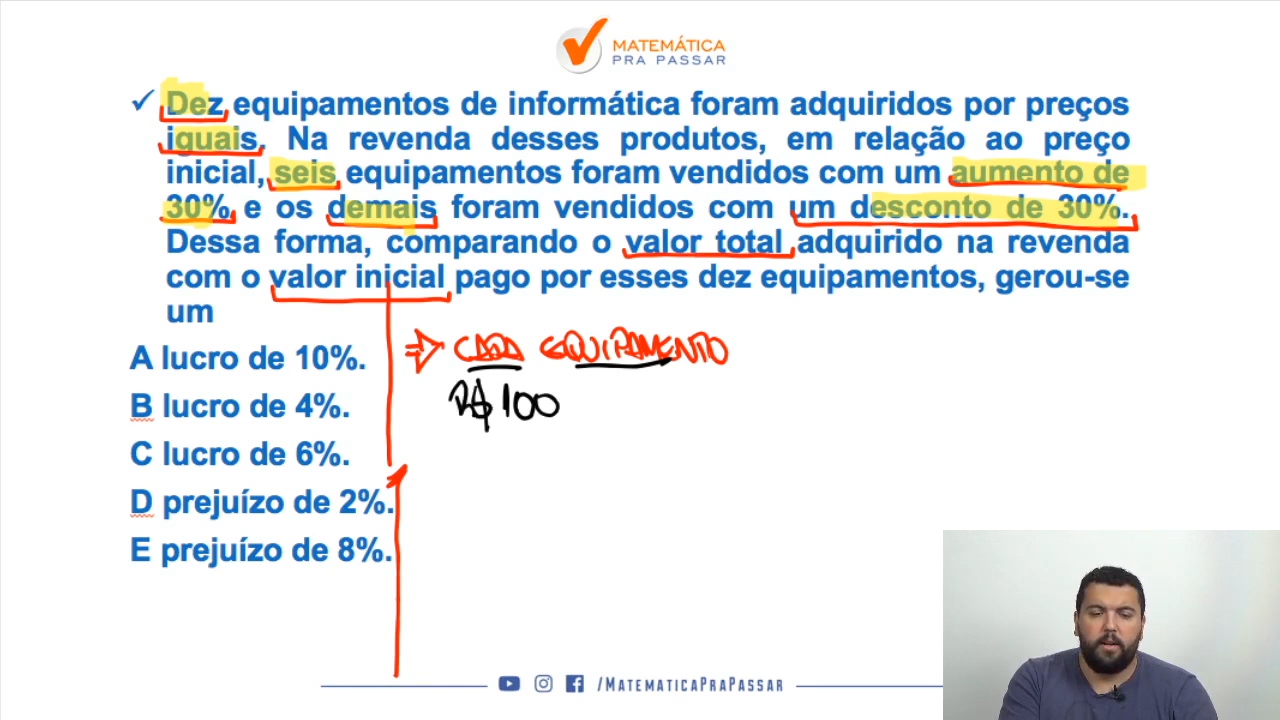 MATEMÁTICA
PRA PASSAR
✓ Dez equipamentos de informática foram adquiridos por preços
iguais. Na revenda desses produtos, em relação ao preço
inicial, seis equipamentos foram vendidos com um aumento de
30% e os demais foram vendidos com um desconto de 30%.
Dessa forma, comparando o valor total adquirido na revenda
com o valor inicial pago por esses dez equipamentos, gerou-se
um
⇒ CADA EQUIPAMENTO
A lucro de 10%.
R$ 100
B lucro de 4%.
C lucro de 6%.
D prejuízo de 2%.
E prejuízo de 8%.
/MATEMATICAPRAPASSAR